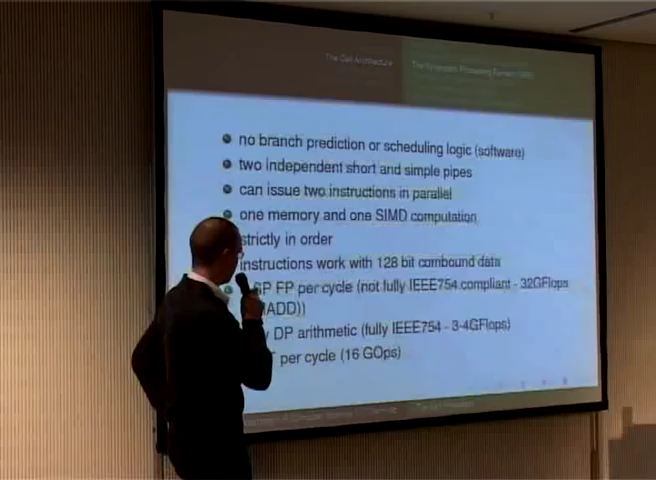 The Cell Architecture
The Synergistic Processing Element (SPE)
no branch prediction or scheduling logic (software)
two independent short and simple pipes
can issue two instructions in parallel
one memory and one SIMD computation
strictly in order
instructions work with 128 bit combound data
SP FP per cycle (not fully IEEE754 compliant - 32GFlops
ADD))
DP arithmetic (fully IEEE754 - 3-4GFlops)
per cycle (16 GOps)